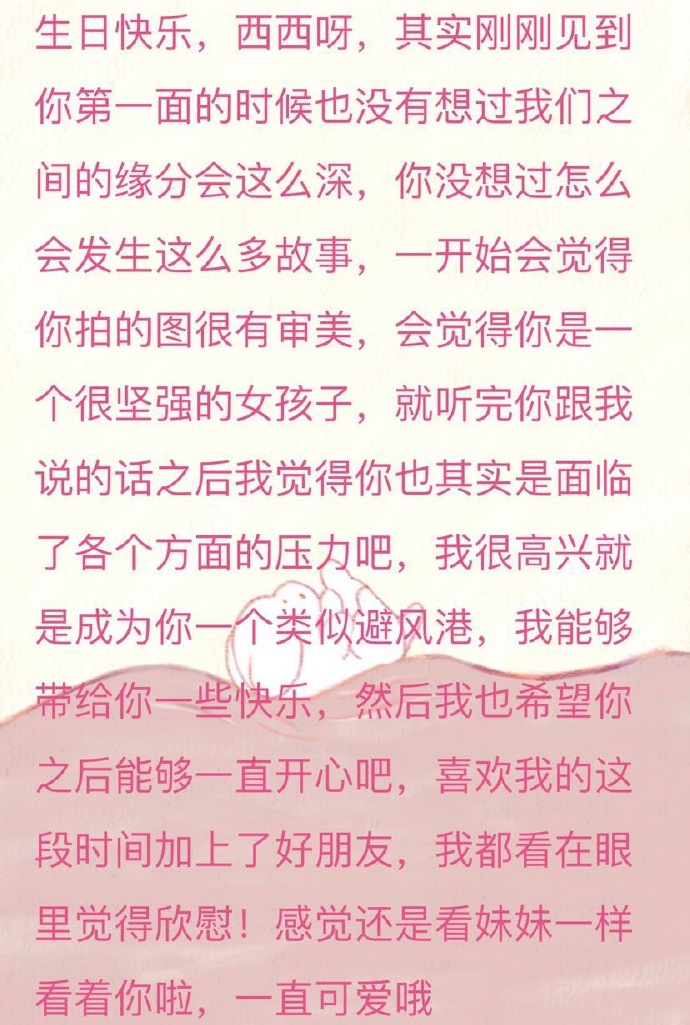 生日快乐，西西呀，其实刚刚见到
你第一面的时候也没有想过我们之
间的缘分会这么深，你没想过怎么
会发生这么多故事，一开始会觉得
你拍的图很有审美，会觉得你是一
个很坚强的女孩子，就听完你跟我
说的话之后我觉得你也其实是面临
了各个方面的压力吧，我很高兴就
是成为你一个类似避风港，我能够
带给你一些快乐，然后我也希望你
之后能够一直开心吧，喜欢我的这
段时间加上了好朋友，我都看在眼
里觉得欣慰！感觉还是看妹妹一样
看着你啦，一直可爱哦